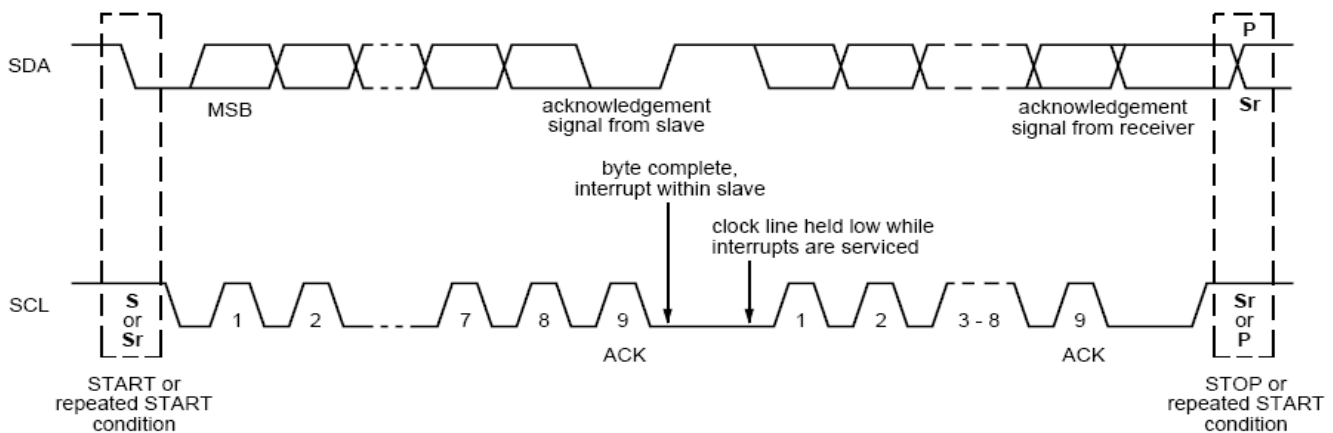 P
SDA
MSB
acknowledgement
signal from slave
acknowledgement
signal from receiver
Sr
byte complete,
interrupt within slave
clock line held low while
interrupts are serviced
SCL
S
or
Sr
1
2
7
8
9
1
2
3 - 8
9
Sr
or
P
ACK
ACK
START or
repeated START
condition
STOP or
repeated START
condition